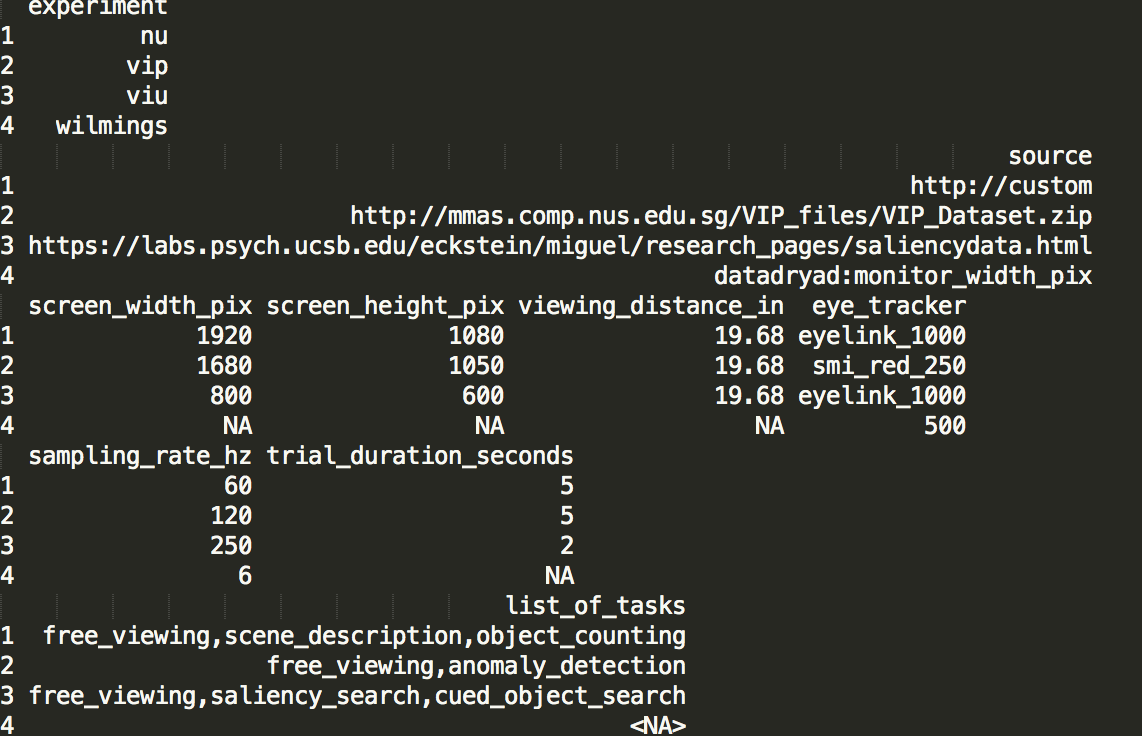 experiment
1 nu
2 vip
3 viu
4 wilmings
source
1 http://custom
2 http://mmas.comp.nus.edu.sg/VIP_files/VIP_Dataset.zip
3 https://labs.psych.ucsb.edu/eckstein/miguel/research_pages/saliencydata.html
4 datadryad:monitor_width_pix
screen_width_pix screen_height_pix viewing_distance_in eye_tracker
1 1920 1080 19.68 eyelink_1000
2 1680 1050 19.68 smi_red_250
3 800 600 19.68 eyelink_1000
4 NA NA NA 500
sampling_rate_hz trial_duration_seconds
1 60 5
2 120 5
3 250 2
4 6 NA
list_of_tasks
1 free_viewing,scene_description,object_counting
2 free_viewing,anomaly_detection
3 free_viewing,saliency_search,cued_object_search
4 <NA>